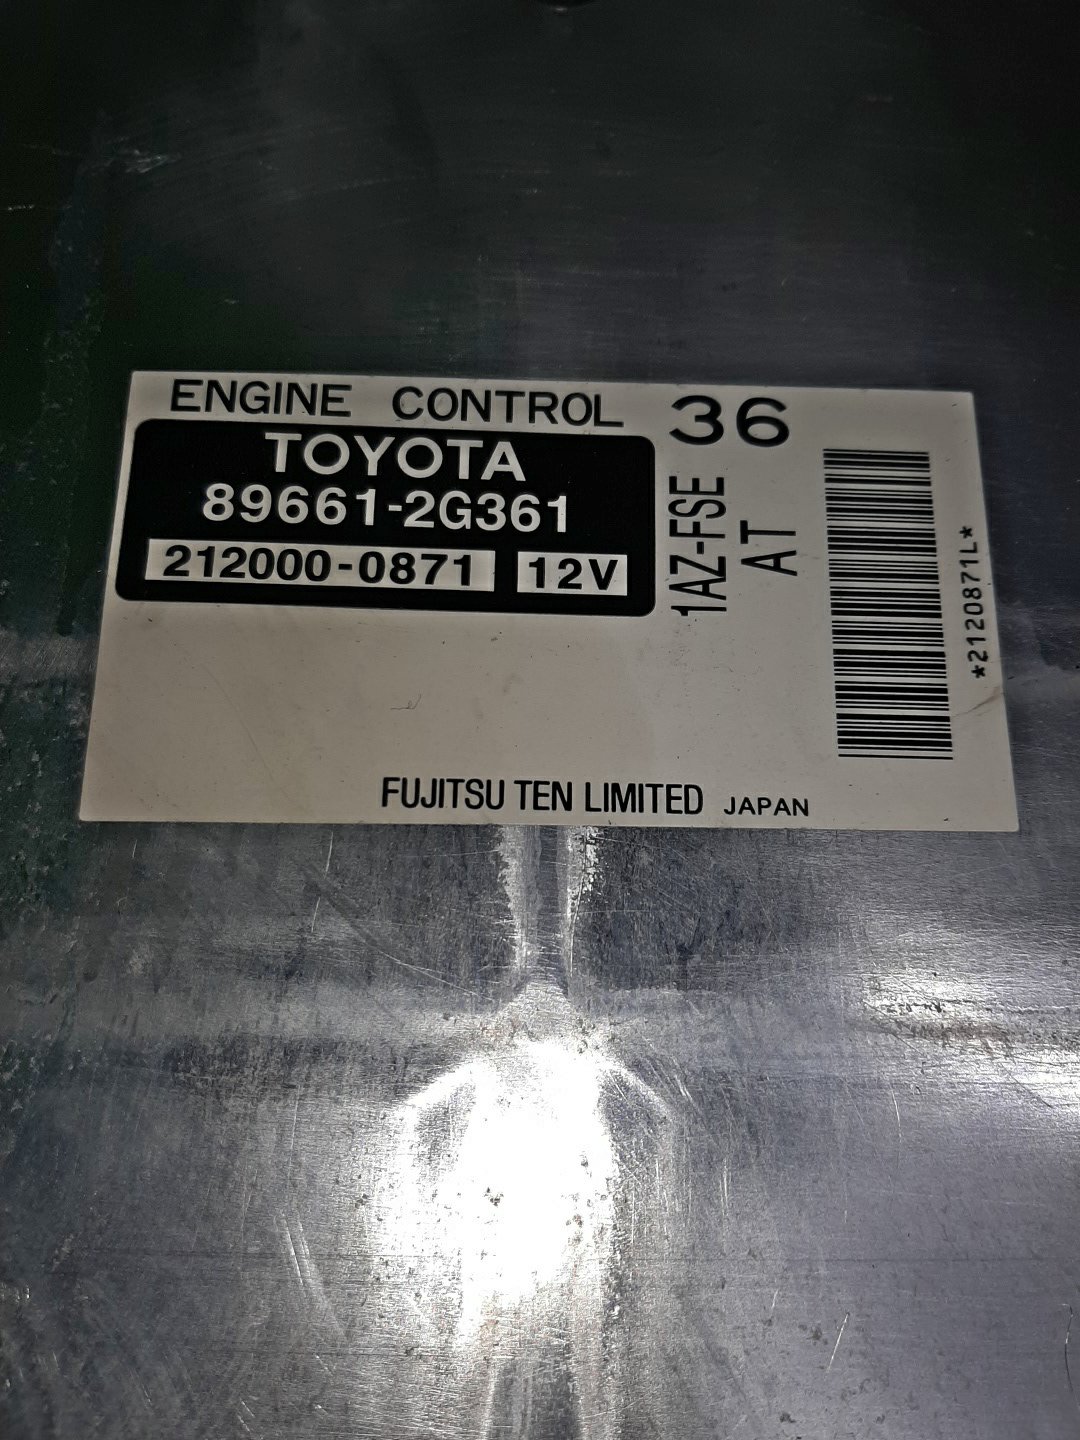 ENGINE CONTROL 36
TOYOTA
89661-2G361
212000-0871 12V
1AZ-FSE
AT
*2120871L*
FUJITSU TEN LIMITED JAPAN